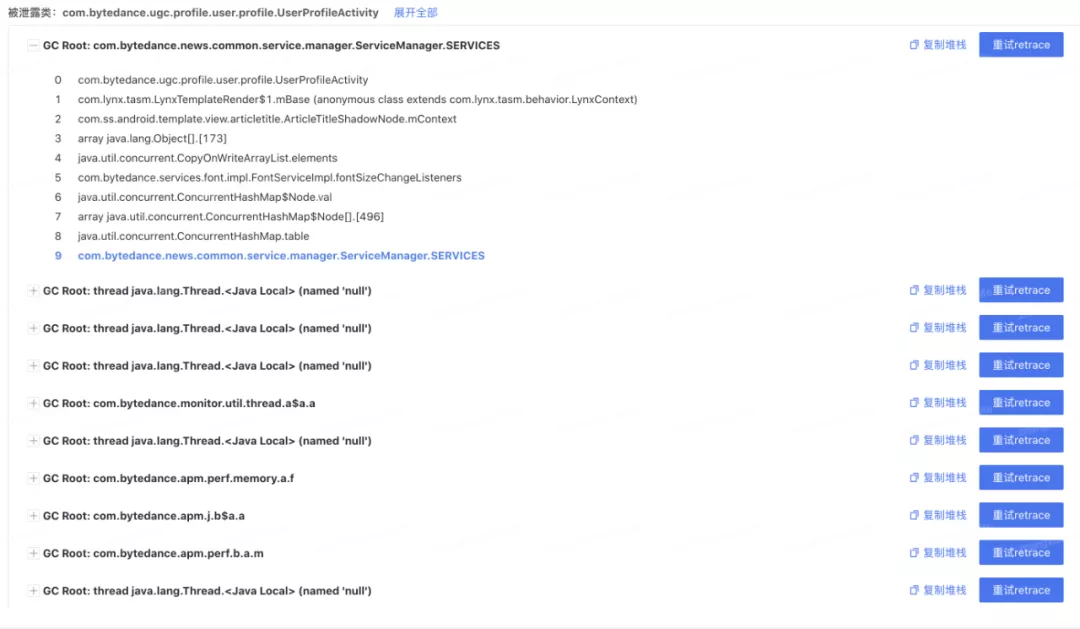 被泄露类：com.bytedance.ugc.profile.user.profile.UserProfileActivity 展开全部
GC Root: com.bytedance.news.common.service.manager.ServiceManager.SERVICES 复制堆栈 重试retrace
0 com.bytedance.ugc.profile.user.profile.UserProfileActivity
1 com.lynx.tasm.LynxTemplateRender$1.mBase (anonymous class extends com.lynx.tasm.behavior.LynxContext)
2 com.ss.android.template.view.articletitle.ArticleTitleShadowNode.mContext
3 array java.lang.Object[].[173]
4 java.util.concurrent.CopyOnWriteArrayList.elements
5 com.bytedance.services.font.impl.FontServiceImpl.fontSizeChangeListeners
6 java.util.concurrent.ConcurrentHashMap$Node.val
7 array java.util.concurrent.ConcurrentHashMap$Node[].[496]
8 java.util.concurrent.ConcurrentHashMap.table
9 com.bytedance.news.common.service.manager.ServiceManager.SERVICES
GC Root: thread java.lang.Thread.<Java Local> (named 'null') 复制堆栈 重试retrace
GC Root: thread java.lang.Thread.<Java Local> (named 'null') 复制堆栈 重试retrace
GC Root: thread java.lang.Thread.<Java Local> (named 'null') 复制堆栈 重试retrace
GC Root: com.bytedance.monitor.util.thread.a$a.a 复制堆栈 重试retrace
GC Root: thread java.lang.Thread.<Java Local> (named 'null') 复制堆栈 重试retrace
GC Root: com.bytedance.apm.perf.memory.a.f 复制堆栈 重试retrace
GC Root: com.bytedance.apm.j.b$a.a 复制堆栈 重试retrace
GC Root: com.bytedance.apm.perf.b.a.m 复制堆栈 重试retrace
GC Root: thread java.lang.Thread.<Java Local> (named 'null') 复制堆栈 重试retrace